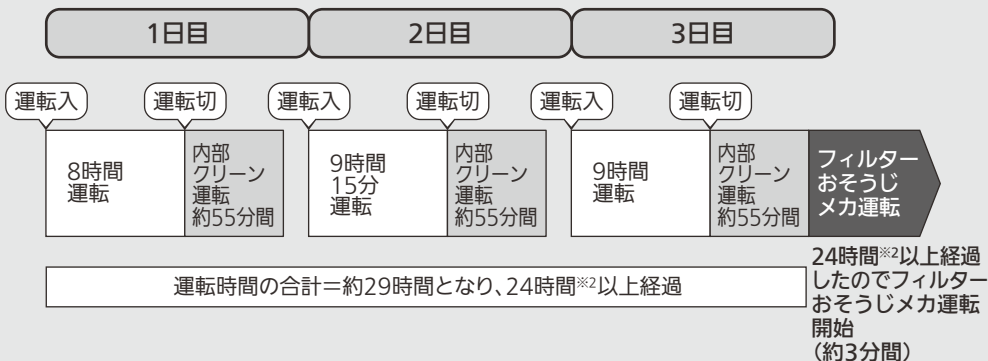 1日目
2日目
3日目
運転入
運転切
運転入
運転切
運転入
運転切
8時間
運転
内部
クリーン
運転
約55分間
9時間
15分
運転
内部
クリーン
運転
約55分間
9時間
運転
内部
クリーン
運転
約55分間
フィルター
おそうじ
メカ運転
運転時間の合計＝約29時間となり、24時間※2以上経過
24時間※2以上経過
したのでフィルター
おそうじメカ運転
開始
（約3分間）